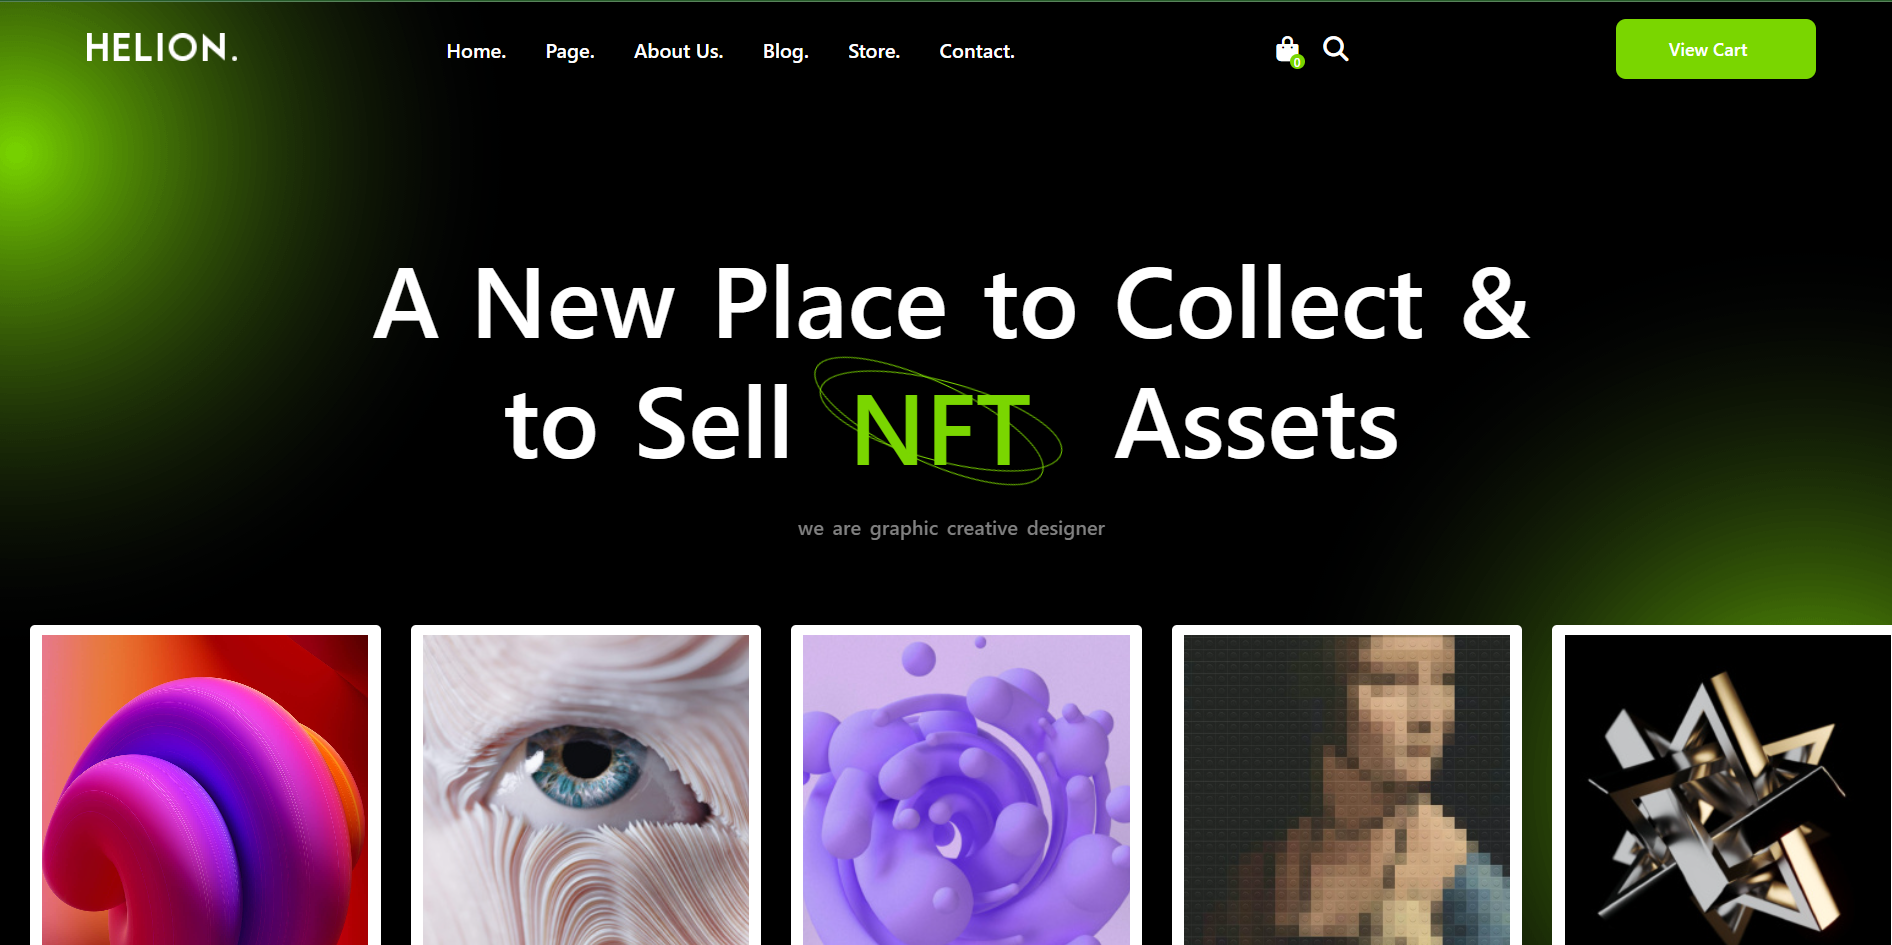 HELION.
Home. Page. About Us. Blog. Store. Contact.
0
View Cart
A New Place to Collect &
to Sell NFT Assets
we are graphic creative designer